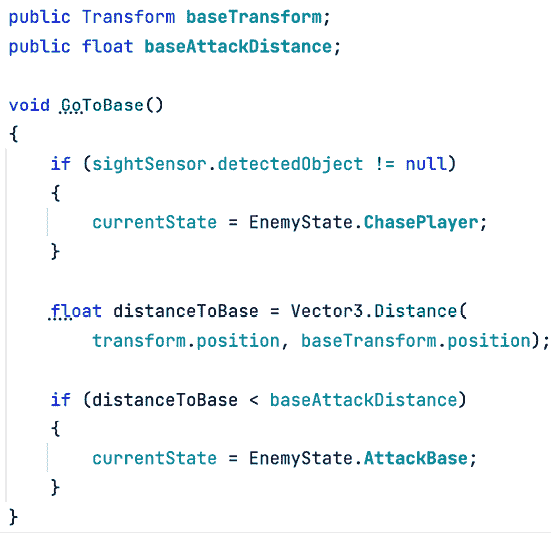 public Transform baseTransform;
public float baseAttackDistance;
void GoToBase()
{
    if (sightSensor.detectedObject != null)
    {
        currentState = EnemyState.ChasePlayer;
    }
    float distanceToBase = Vector3.Distance(
        transform.position, baseTransform.position);
    if (distanceToBase < baseAttackDistance)
    {
        currentState = EnemyState.AttackBase;
    }
}